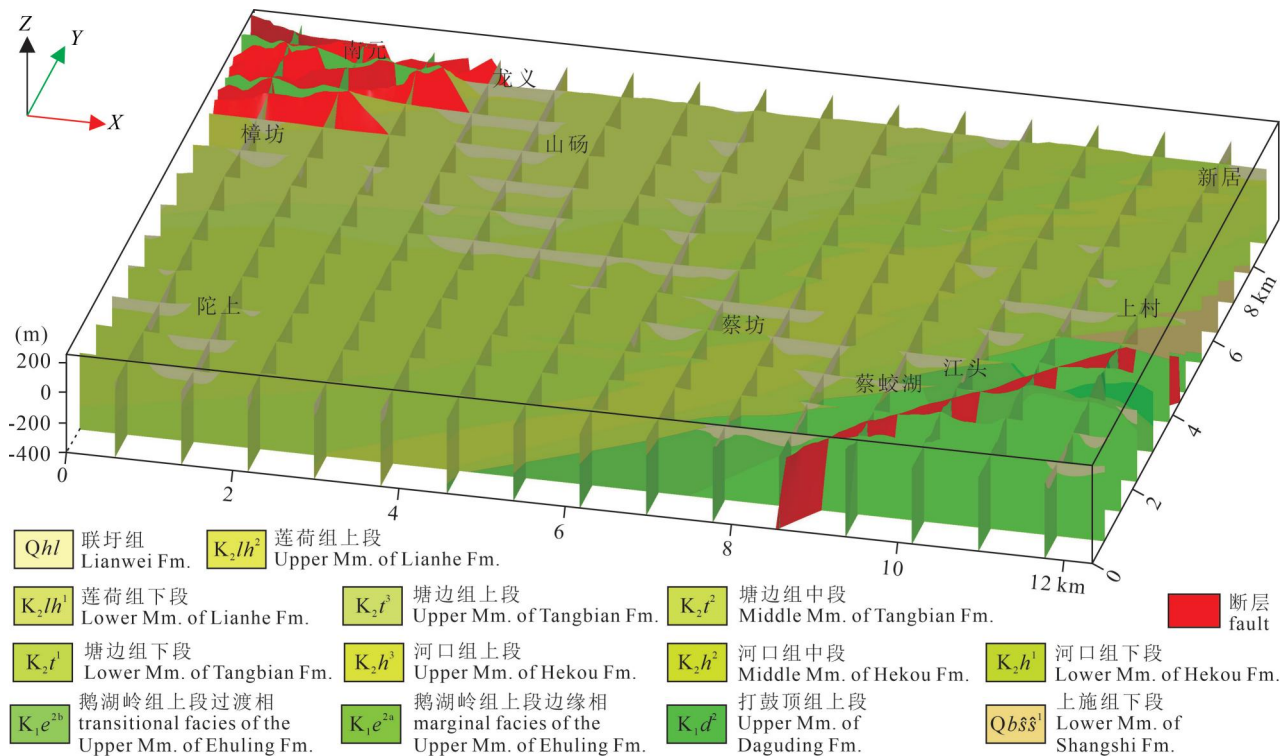 Z
Y
X
南元
龙义
樟坊
山砀
新居
陀上
蔡坊
上村
江头
蔡蛟湖
(m)
200
0
-200
-400
0
2
4
6
8
10
12 km
0
2
4
6
8 km
Qhl 联圩组 Lianwei Fm.
K₂lh² 莲荷组上段 Upper Mm. of Lianhe Fm.
K₂lh¹ 莲荷组下段 Lower Mm. of Lianhe Fm.
K₂t³ 塘边组上段 Upper Mm. of Tangbian Fm.
K₂t² 塘边组中段 Middle Mm. of Tangbian Fm.
断层 fault
K₂t¹ 塘边组下段 Lower Mm. of Tangbian Fm.
K₂h³ 河口组上段 Upper Mm. of Hekou Fm.
K₂h² 河口组中段 Middle Mm. of Hekou Fm.
K₂h¹ 河口组下段 Lower Mm. of Hekou Fm.
K₁e²ᵇ 鹅湖岭组上段过渡相
transitional facies of the
Upper Mm. of Ehuling Fm.
K₁e²ᵃ 鹅湖岭组上段边缘相
marginal facies of the
Upper Mm. of Ehuling Fm.
K₁d² 打鼓顶组上段
Upper Mm. of
Daguding Fm.
Qbŝŝ¹ 上施组下段
Lower Mm. of
Shangshi Fm.